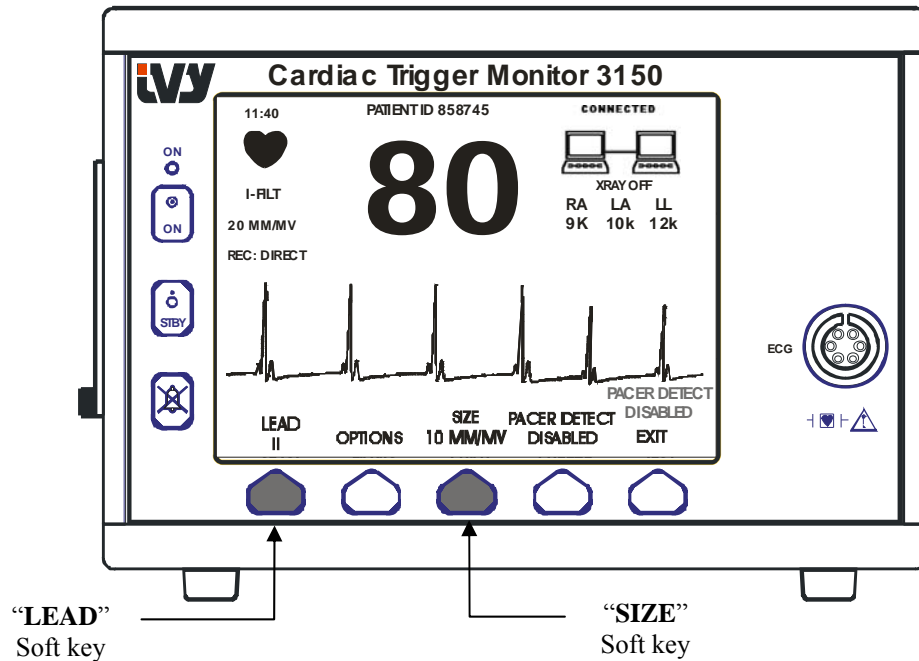 ivy
Cardiac Trigger Monitor 3150
11:40
PATIENT ID 858745
CONNECTED
I-FILT
20 MM/MV
REC: DIRECT
80
XRAY OFF
RA LA LL
9K 10k 12k
ON
ON
STBY
ECG
PACER DETECT
DISABLED
LEAD
II
OPTIONS
SIZE
10 MM/MV
PACER DETECT
DISABLED
EXIT
“LEAD”
Soft key
“SIZE”
Soft key